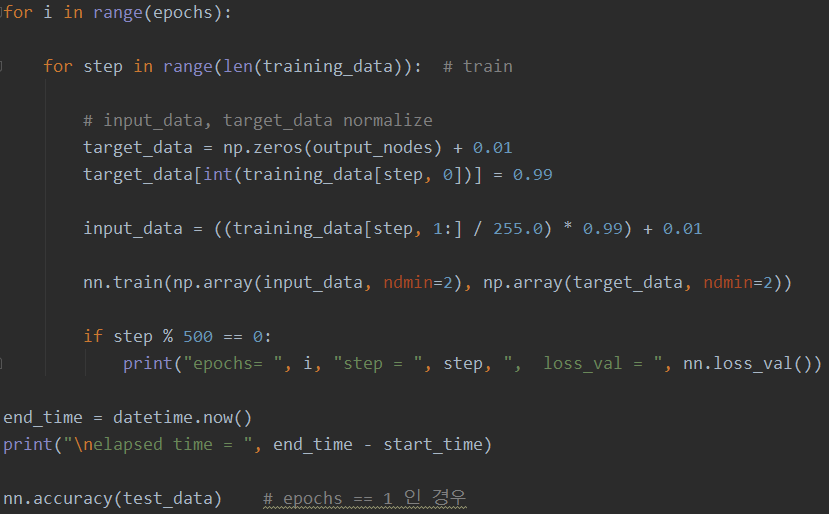 for i in range(epochs):
for step in range(len(training_data)):  # train
# input_data, target_data normalize
target_data = np.zeros(output_nodes) + 0.01
target_data[int(training_data[step, 0])] = 0.99
input_data = ((training_data[step, 1:] / 255.0) * 0.99) + 0.01
nn.train(np.array(input_data, ndmin=2), np.array(target_data, ndmin=2))
if step % 500 == 0:
print("epochs= ", i, "step = ", step, ",  loss_val = ", nn.loss_val())
end_time = datetime.now()
print("\nelapsed time = ", end_time - start_time)
nn.accuracy(test_data)    # epochs == 1 인 경우